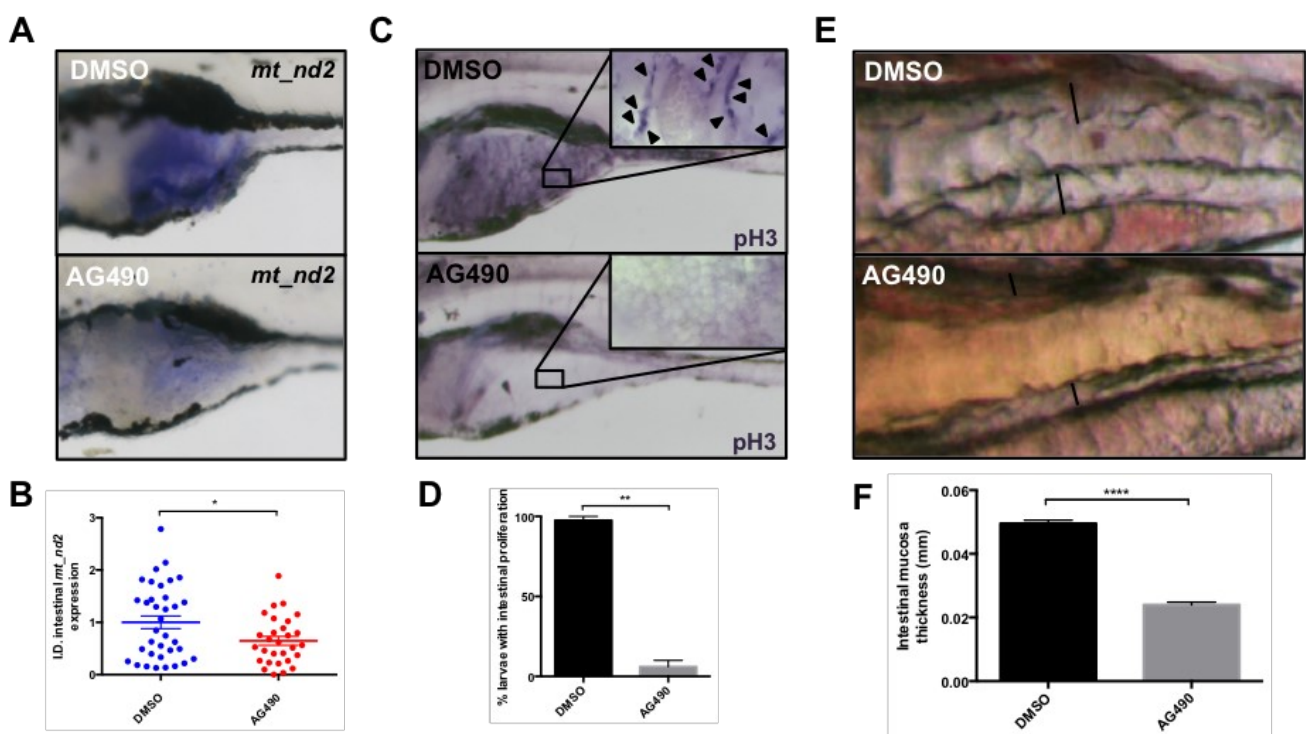 A
DMSO
mt_nd2
AG490
mt_nd2
B
I.D. intestinal mt_nd2
expression
3
2
1
0
*
DMSO
AG490
C
DMSO
pH3
AG490
pH3
D
% larvae with intestinal proliferation
100
50
0
**
DMSO
AG490
E
DMSO
AG490
F
Intestinal mucosa
thickness (mm)
0.06
0.04
0.02
0.00
****
DMSO
AG490